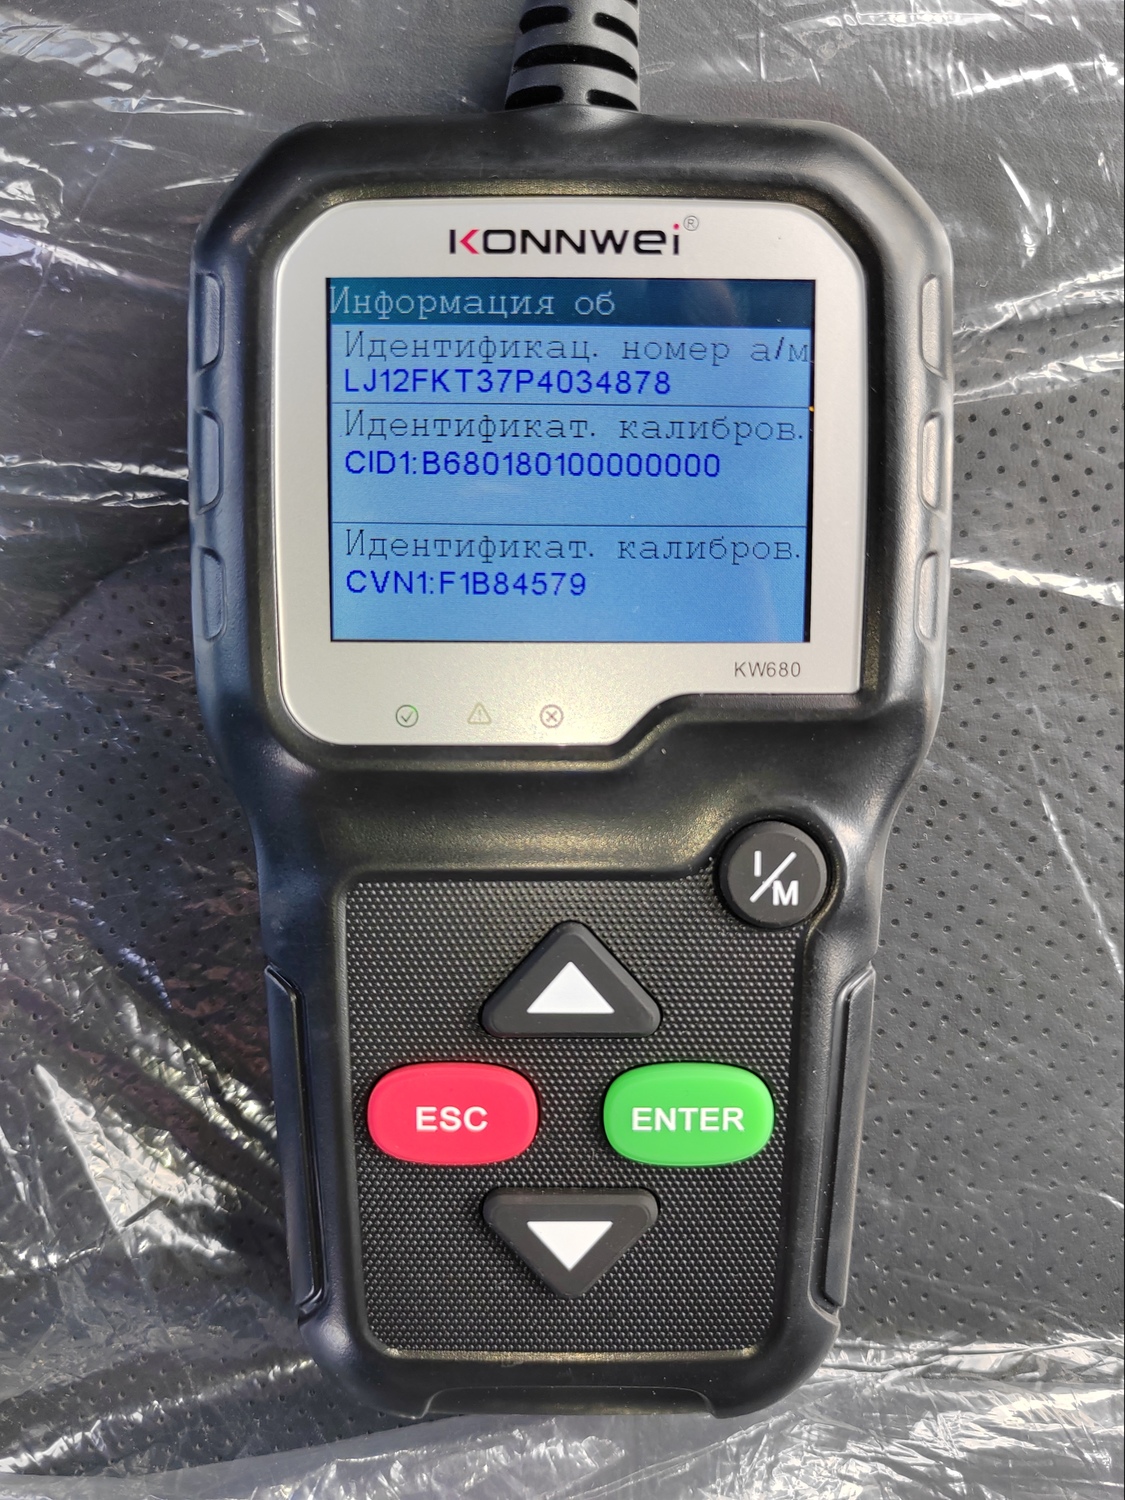 KONNWEI®
Информация об
Идентификац. номер а/м
LJ12FKT37P4034878
Идентификат. калибров.
CID1:B680180100000000
Идентификат. калибров.
CVN1:F1B84579
KW680
I/M
ESC
ENTER